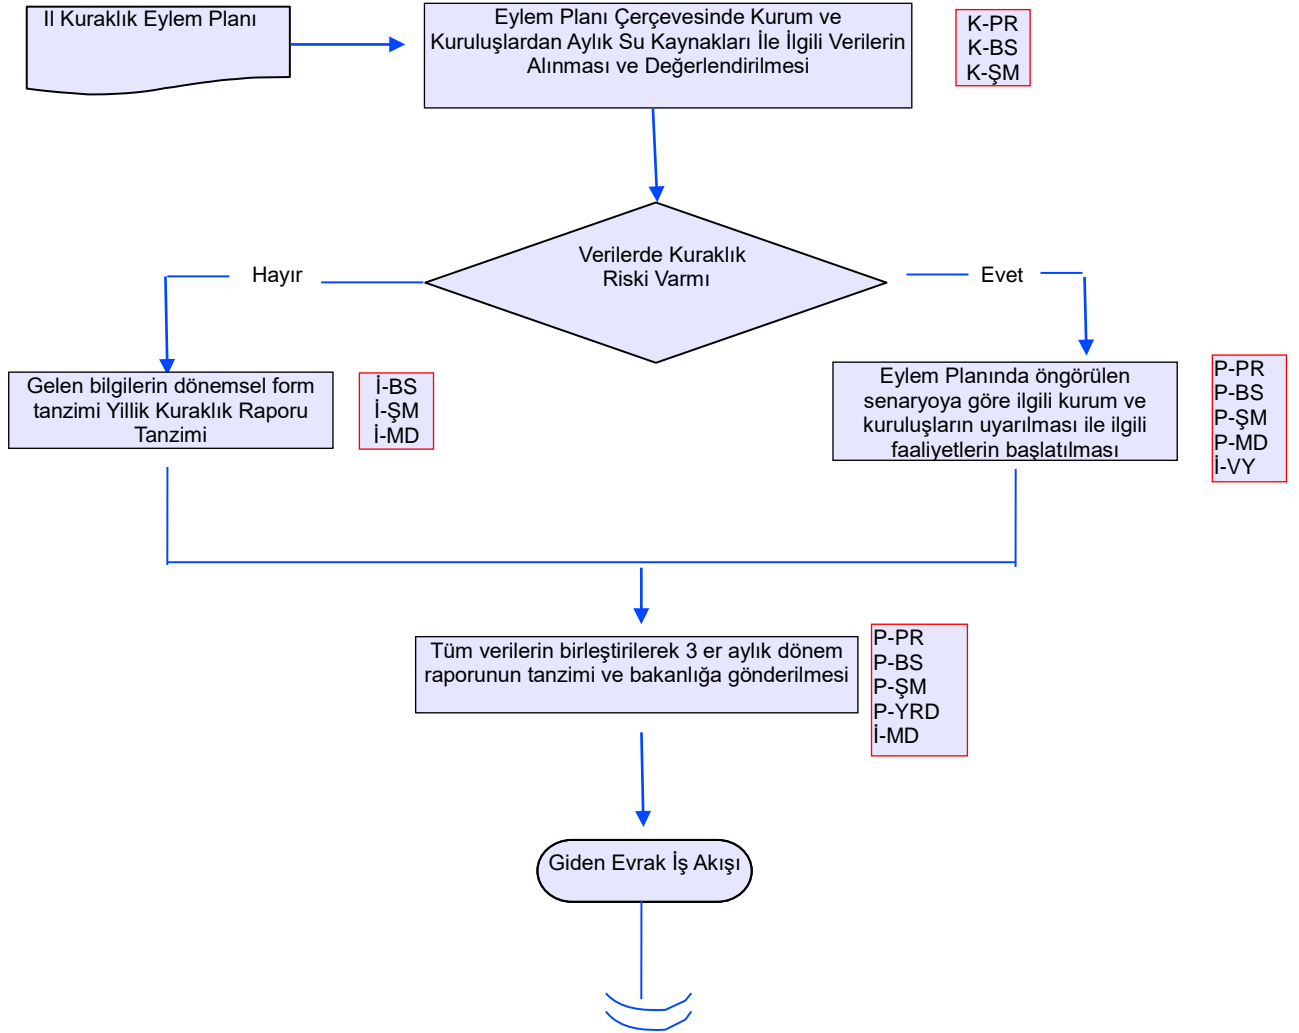 Il Kuraklık Eylem Planı
Eylem Planı Çerçevesinde Kurum ve
Kuruluşlardan Aylık Su Kaynakları İle İlgili Verilerin
Alınması ve Değerlendirilmesi
K-PR
K-BS
K-ŞM
Verilerde Kuraklık
Riski Varmı
Hayır
Evet
Gelen bilgilerin dönemsel form
tanzimi Yillik Kuraklık Raporu
Tanzimi
İ-BS
İ-ŞM
İ-MD
Eylem Planında öngörülen
senaryoya göre ilgili kurum ve
kuruluşların uyarılması ile ilgili
faaliyetlerin başlatılması
P-PR
P-BS
P-ŞM
P-MD
İ-VY
Tüm verilerin birleştirilerek 3 er aylık dönem
raporunun tanzimi ve bakanlığa gönderilmesi
P-PR
P-BS
P-ŞM
P-YRD
İ-MD
Giden Evrak İş Akışı